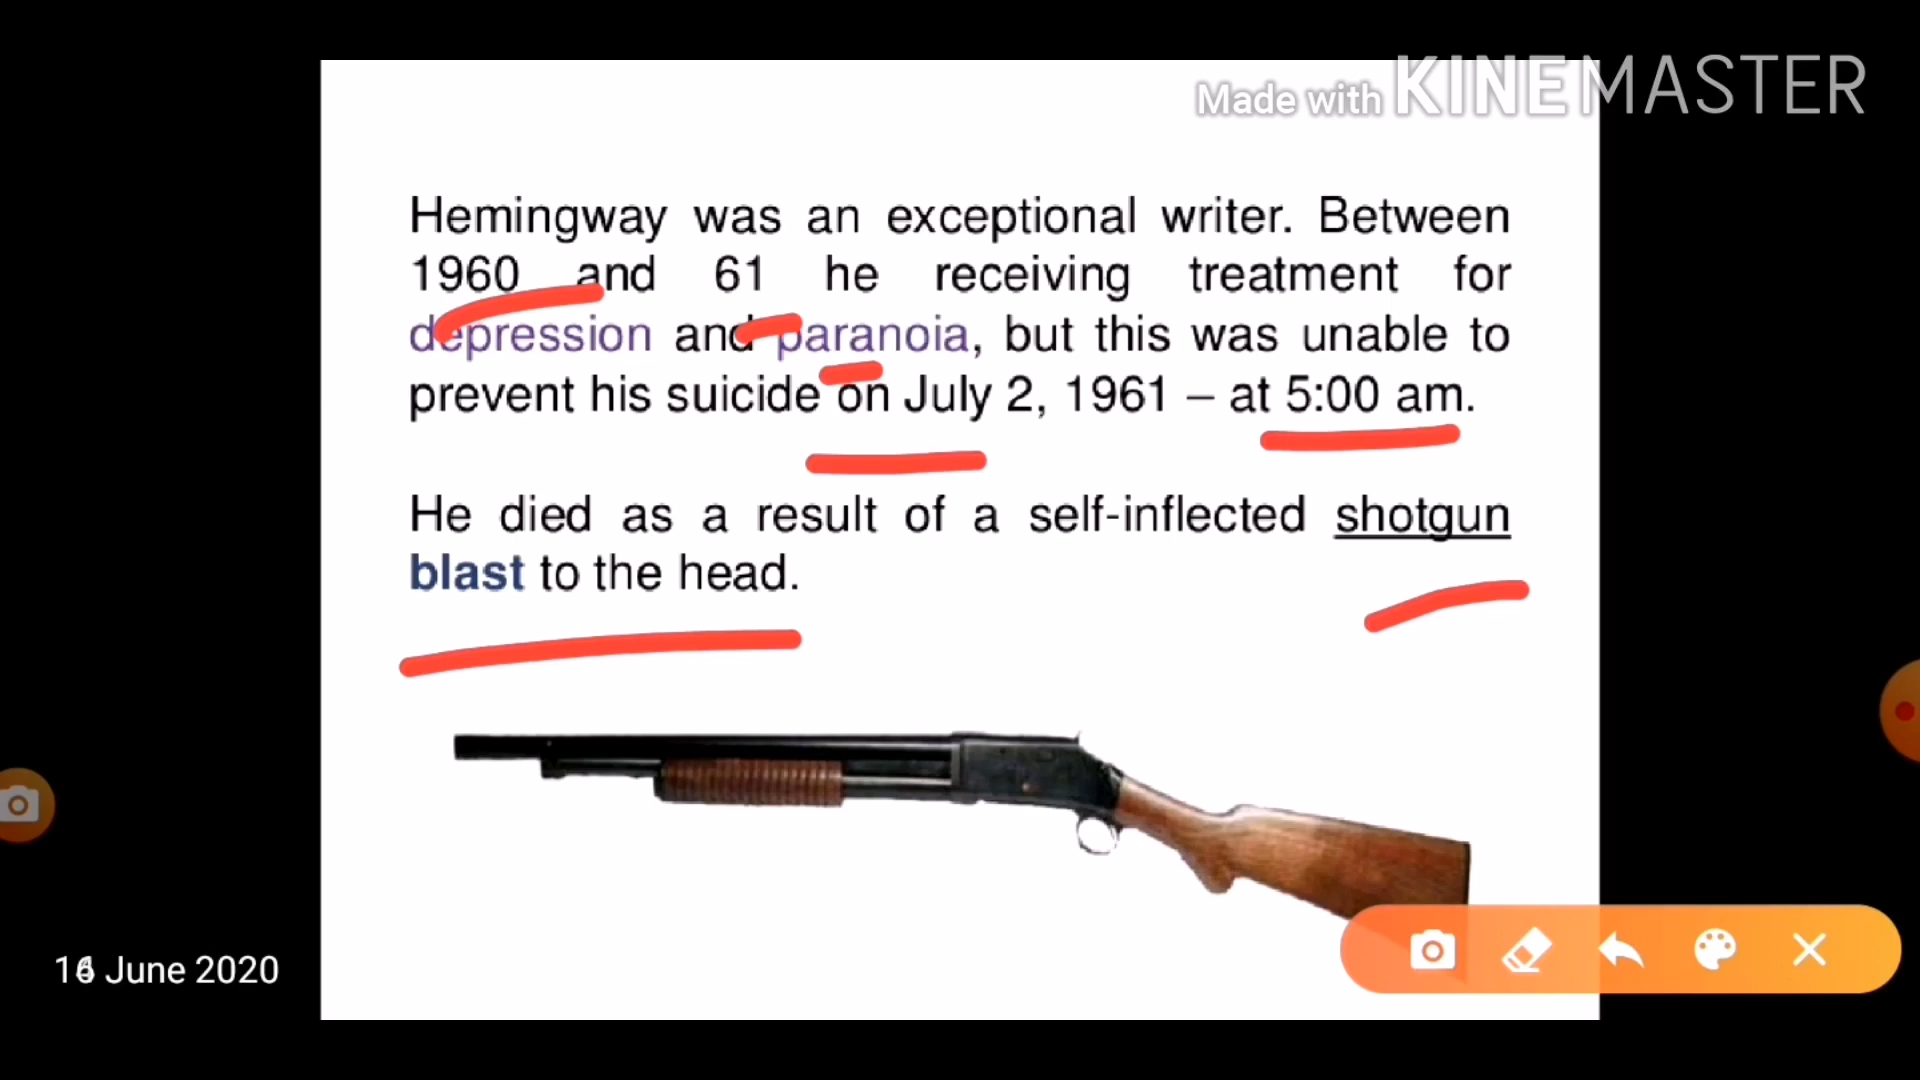 Made with KINEMASTER
Hemingway was an exceptional writer. Between
1960 and 61 he receiving treatment for
depression and paranoia, but this was unable to
prevent his suicide on July 2, 1961 – at 5:00 am.
He died as a result of a self-inflected shotgun
blast to the head.
June 2020